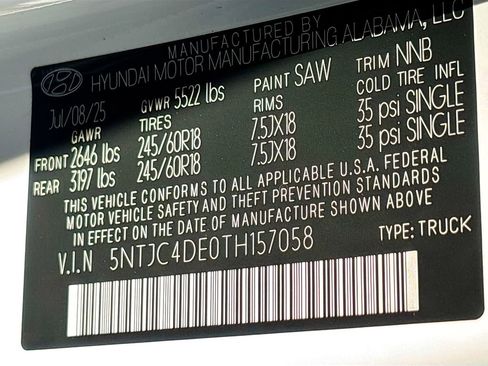 MANUFACTURED BY
HYUNDAI MOTOR MANUFACTURING ALABAMA, LLC
Jul/08/25 GVWR 5522 lbs PAINT SAW TRIM NNB
GAWR TIRES RIMS COLD TIRE INFL
FRONT 2646 lbs 245/60R18 7.5JX18 35 psi SINGLE
REAR 3197 lbs 245/60R18 7.5JX18 35 psi SINGLE
THIS VEHICLE CONFORMS TO ALL APPLICABLE U.S.A. FEDERAL
MOTOR VEHICLE SAFETY AND THEFT PREVENTION STANDARDS
IN EFFECT ON THE DATE OF MANUFACTURE SHOWN ABOVE.
V.I.N 5NTJC4DE0TH157058 TYPE: TRUCK